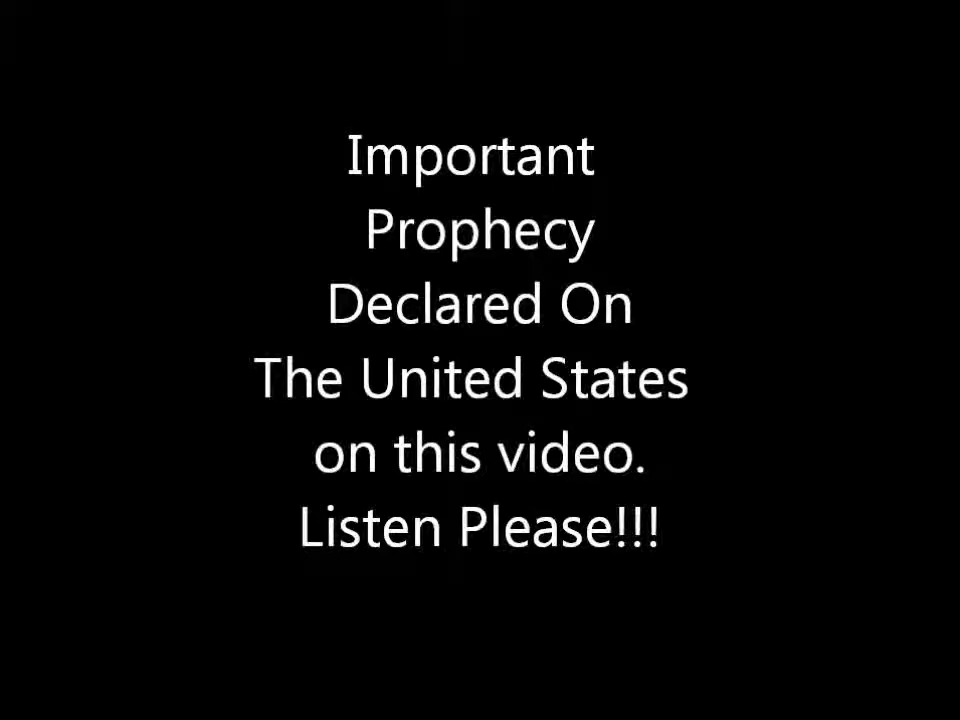 Important
Prophecy
Declared On
The United States
on this video.
Listen Please!!!